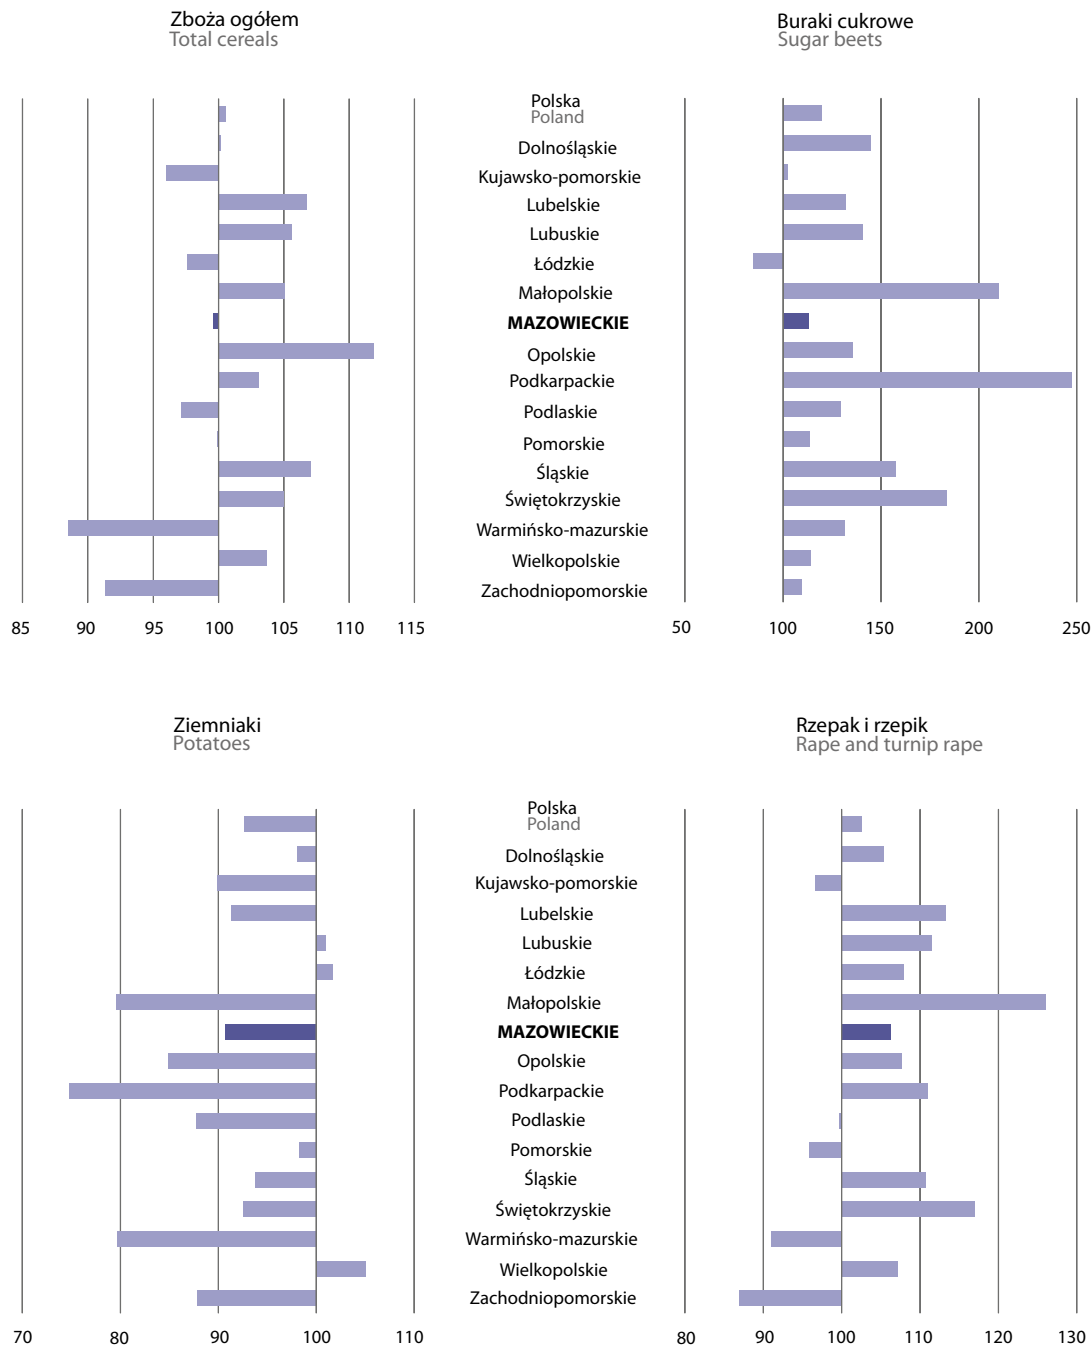 Zboża ogółem
Total cereals
Buraki cukrowe
Sugar beets
Polska
Poland
Dolnośląskie
Kujawsko-pomorskie
Lubelskie
Lubuskie
Łódzkie
Małopolskie
MAZOWIECKIE
Opolskie
Podkarpackie
Podlaskie
Pomorskie
Śląskie
Świętokrzyskie
Warmińsko-mazurskie
Wielkopolskie
Zachodniopomorskie
85 90 95 100 105 110 115
50 100 150 200 250
Ziemniaki
Potatoes
Rzepak i rzepik
Rape and turnip rape
Polska
Poland
Dolnośląskie
Kujawsko-pomorskie
Lubelskie
Lubuskie
Łódzkie
Małopolskie
MAZOWIECKIE
Opolskie
Podkarpackie
Podlaskie
Pomorskie
Śląskie
Świętokrzyskie
Warmińsko-mazurskie
Wielkopolskie
Zachodniopomorskie
70 80 90 100 110
80 90 100 110 120 130